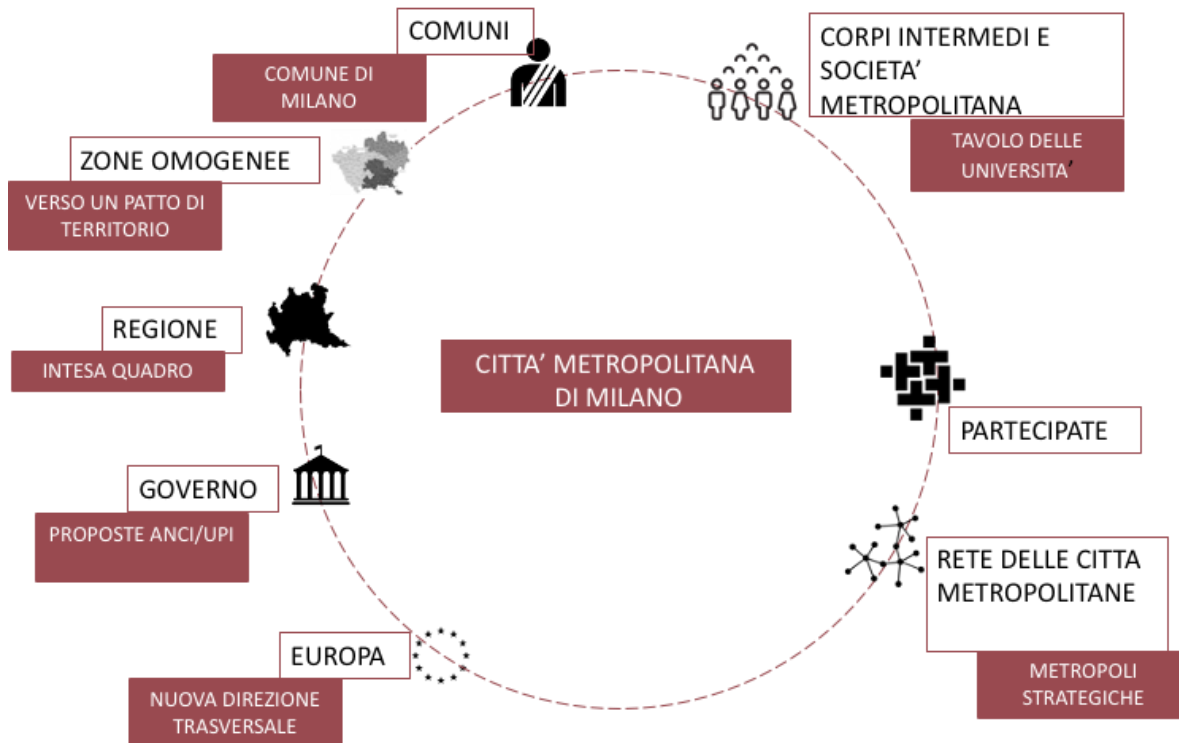 COMUNI
COMUNE DI
MILANO
ZONE OMOGENEE
VERSO UN PATTO DI
TERRITORIO
REGIONE
INTESA QUADRO
GOVERNO
PROPOSTE ANCI/UPI
EUROPA
NUOVA DIREZIONE
TRASVERSALE
CITTA’ METROPOLITANA
DI MILANO
CORPI INTERMEDI E
SOCIETA’
METROPOLITANA
TAVOLO DELLE
UNIVERSITA’
PARTECIPATE
RETE DELLE CITTA
METROPOLITANE
METROPOLI
STRATEGICHE